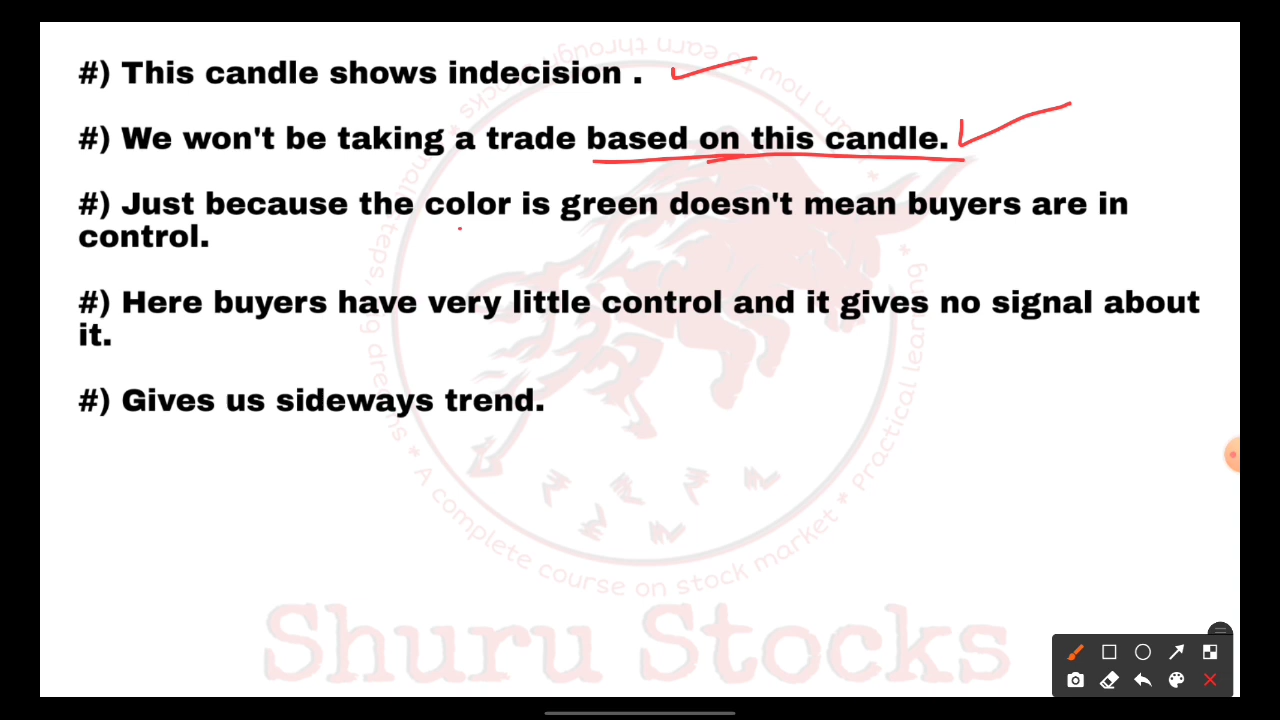 #) This candle shows indecision .
#) We won't be taking a trade based on this candle.
#) Just because the color is green doesn't mean buyers are in
control.
#) Here buyers have very little control and it gives no signal about
it.
#) Gives us sideways trend.
A complete course on stock market * Practical learning *
Shuru Stocks